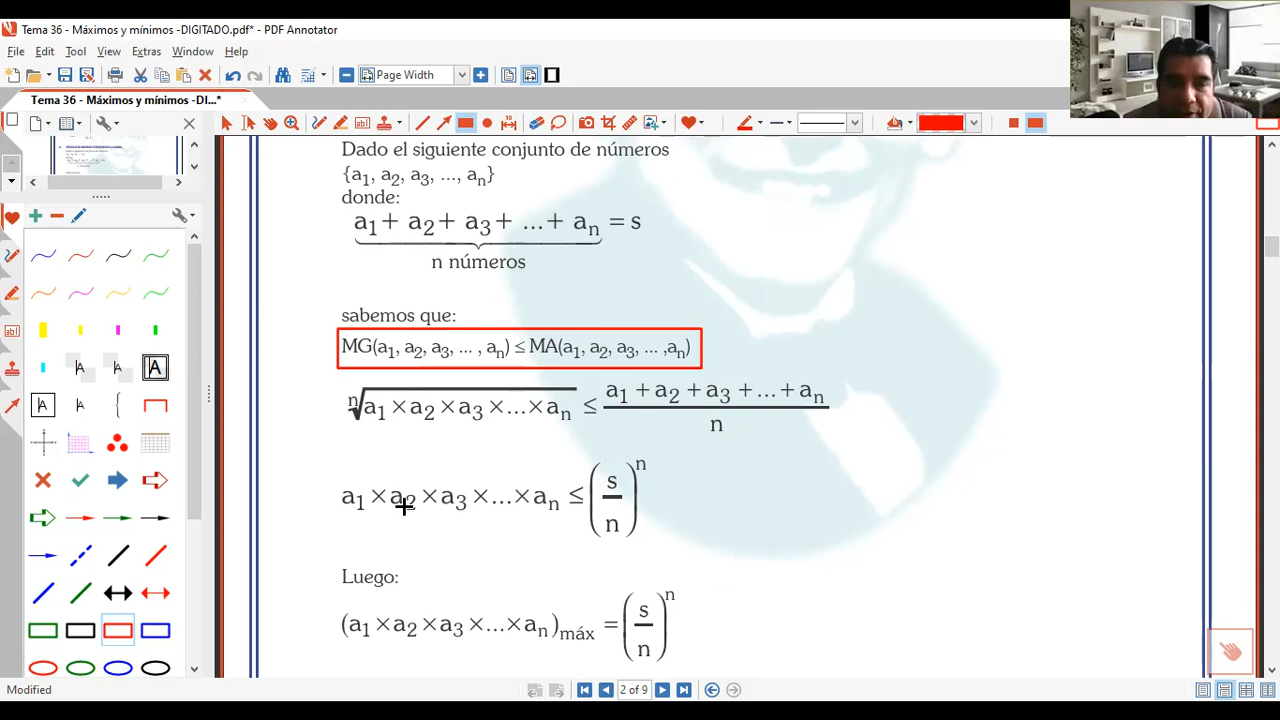 Tema 36 - Máximos y mínimos -DIGITADO.pdf* - PDF Annotator
File Edit Tool View Extras Window Help
Page Width
Tema 36 - Máximos y mínimos -DI...*
Dado el siguiente conjunto de números
{a₁, a₂, a₃, ..., aₙ}
donde:
a₁+ a₂+ a₃+ ...+ aₙ = s
n números
sabemos que:
MG(a₁, a₂, a₃, ... , aₙ) ≤ MA(a₁, a₂, a₃, ... ,aₙ)
ⁿ√(a₁ ×a₂ ×a₃ ×...×aₙ) ≤ (a₁ +a₂ +a₃ +...+aₙ)/n
a₁ ×a₂ ×a₃ ×...×aₙ ≤ (s/n)ⁿ
Luego:
(a₁ ×a₂ ×a₃ ×...×aₙ)máx = (s/n)ⁿ
Modified
2 of 9